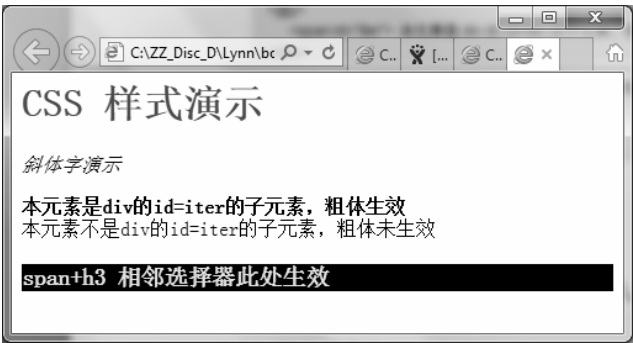 C:\ZZ_Disc_D\Lynn\bc
C..
[...
C..
CSS 样式演示
斜体字演示
本元素是div的id=iter的子元素，粗体生效
本元素不是div的id=iter的子元素，粗体未生效
span+h3 相邻选择器此处生效